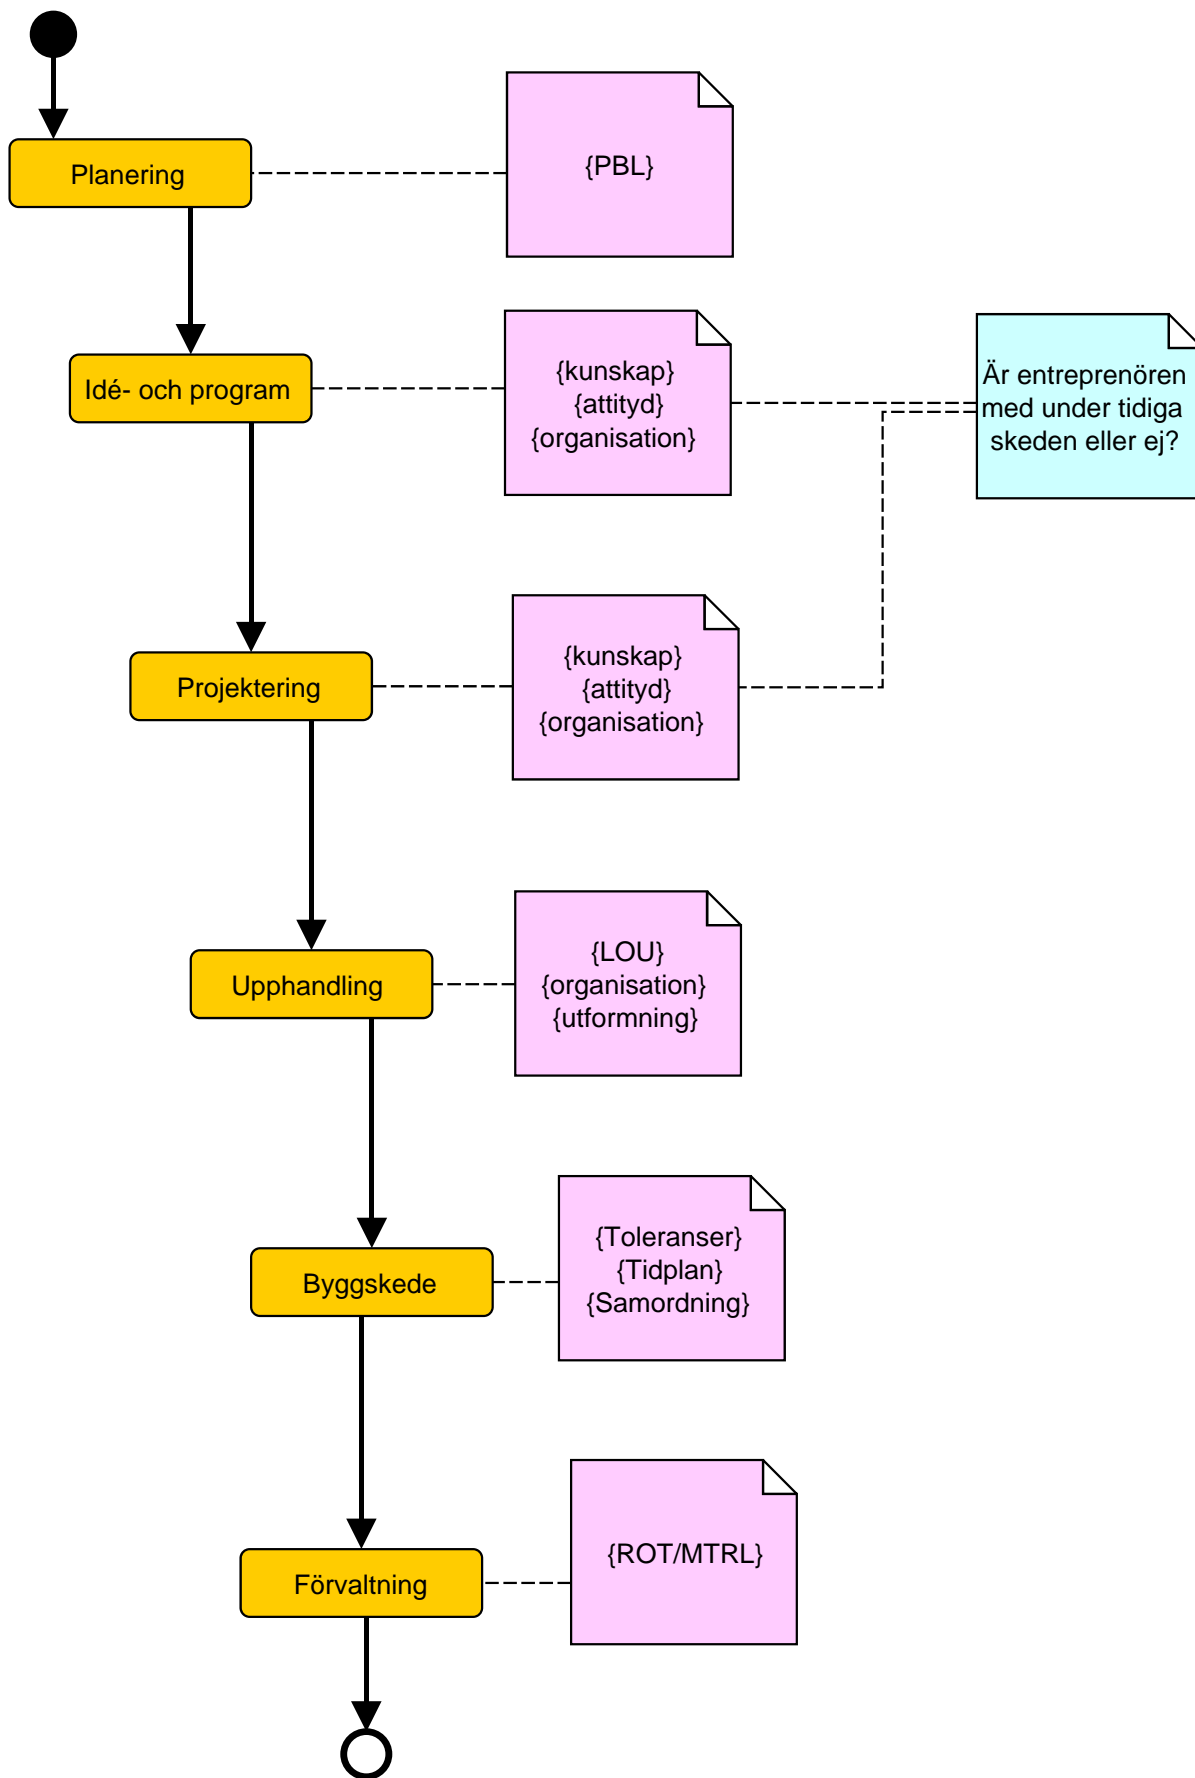 Planering
{PBL}
Idé- och program
{kunskap}
{attityd}
{organisation}
Är entreprenören
med under tidiga
skeden eller ej?
Projektering
{kunskap}
{attityd}
{organisation}
Upphandling
{LOU}
{organisation}
{utformning}
Byggskede
{Toleranser}
{Tidplan}
{Samordning}
Förvaltning
{ROT/MTRL}